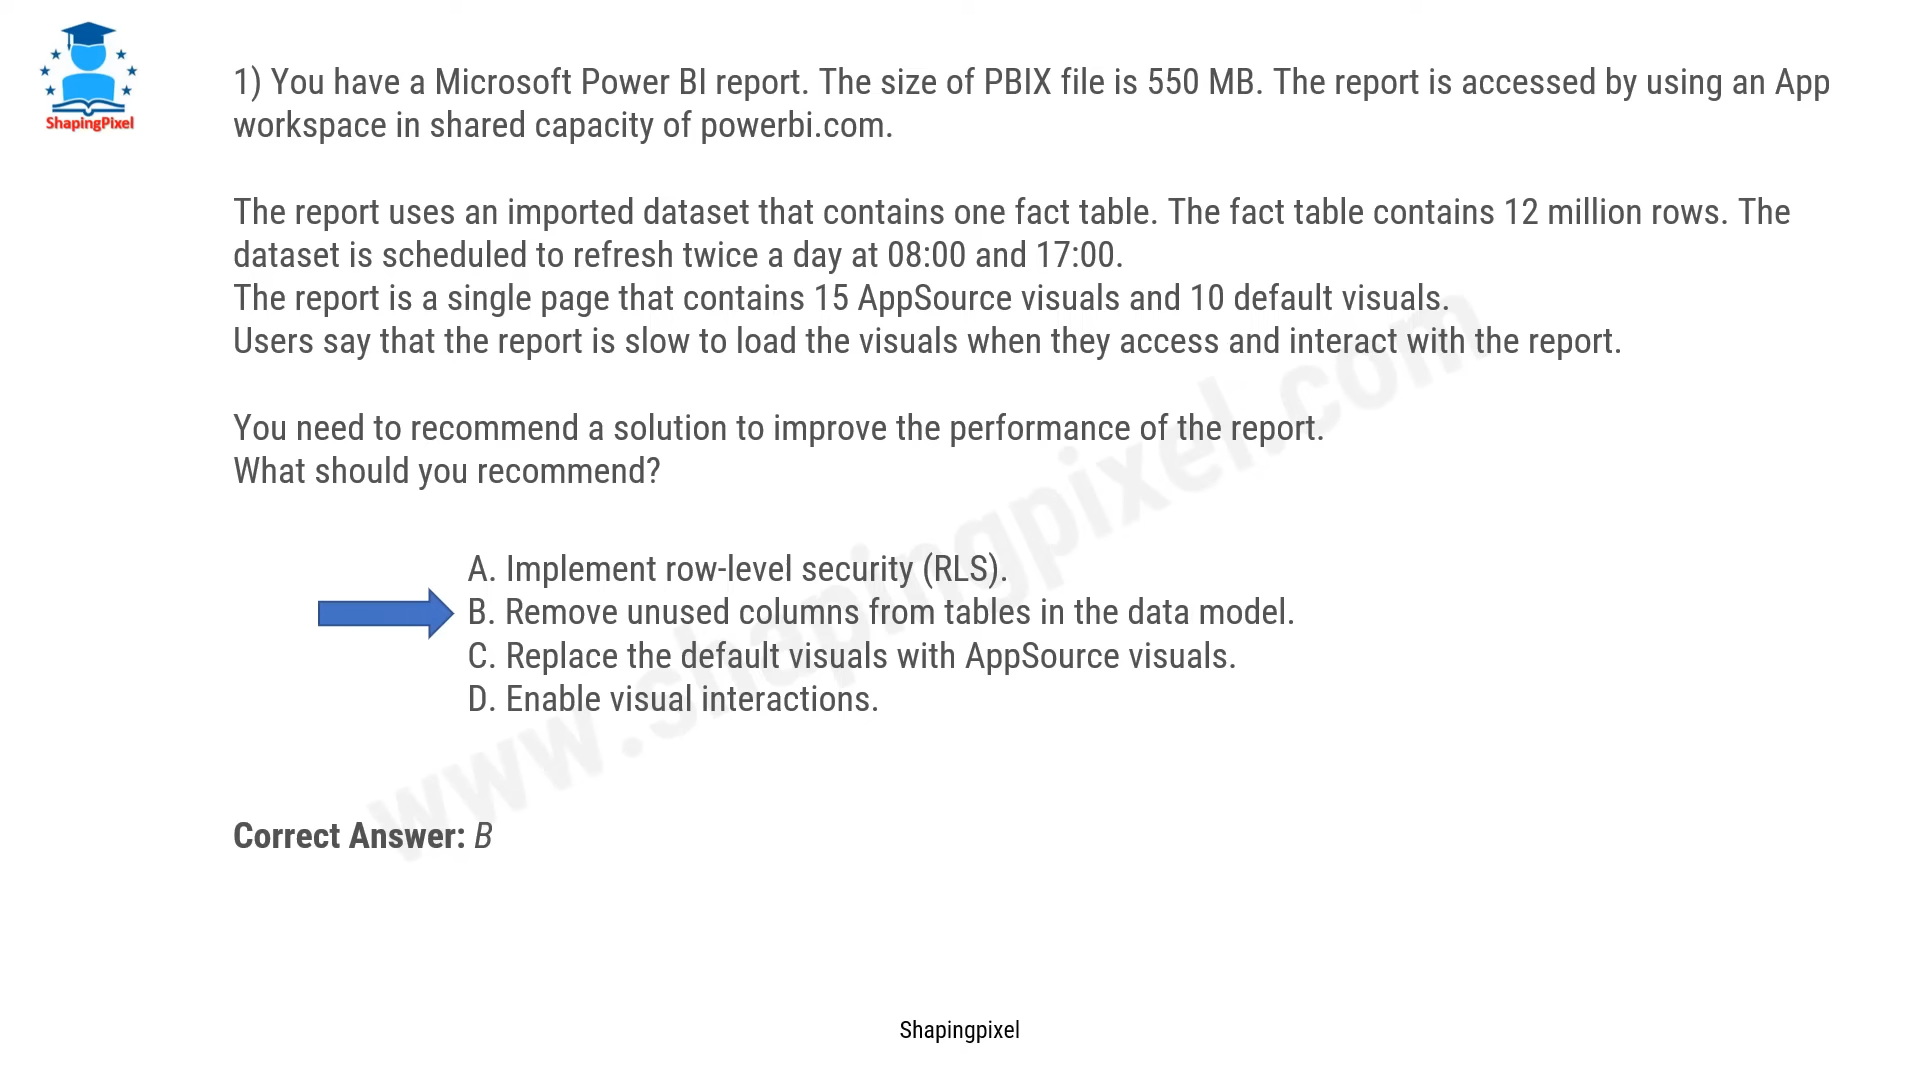 ShapingPixel
1) You have a Microsoft Power BI report. The size of PBIX file is 550 MB. The report is accessed by using an App
workspace in shared capacity of powerbi.com.
The report uses an imported dataset that contains one fact table. The fact table contains 12 million rows. The
dataset is scheduled to refresh twice a day at 08:00 and 17:00.
The report is a single page that contains 15 AppSource visuals and 10 default visuals.
Users say that the report is slow to load the visuals when they access and interact with the report.
You need to recommend a solution to improve the performance of the report.
What should you recommend?
A. Implement row-level security (RLS).
B. Remove unused columns from tables in the data model.
C. Replace the default visuals with AppSource visuals.
D. Enable visual interactions.
www.shapingpixel.com
Correct Answer: B
Shapingpixel